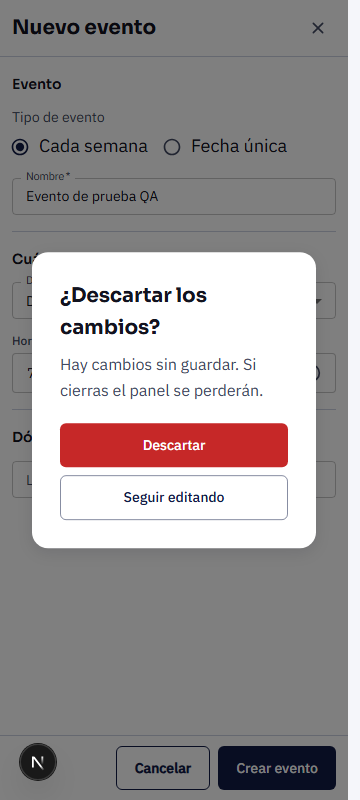 Nuevo evento
Evento
Tipo de evento
Cada semana
Fecha única
Nombre*
Evento de prueba QA
¿Descartar los
cambios?
Hay cambios sin guardar. Si
cierras el panel se perderán.
Descartar
Seguir editando
Cancelar
Crear evento